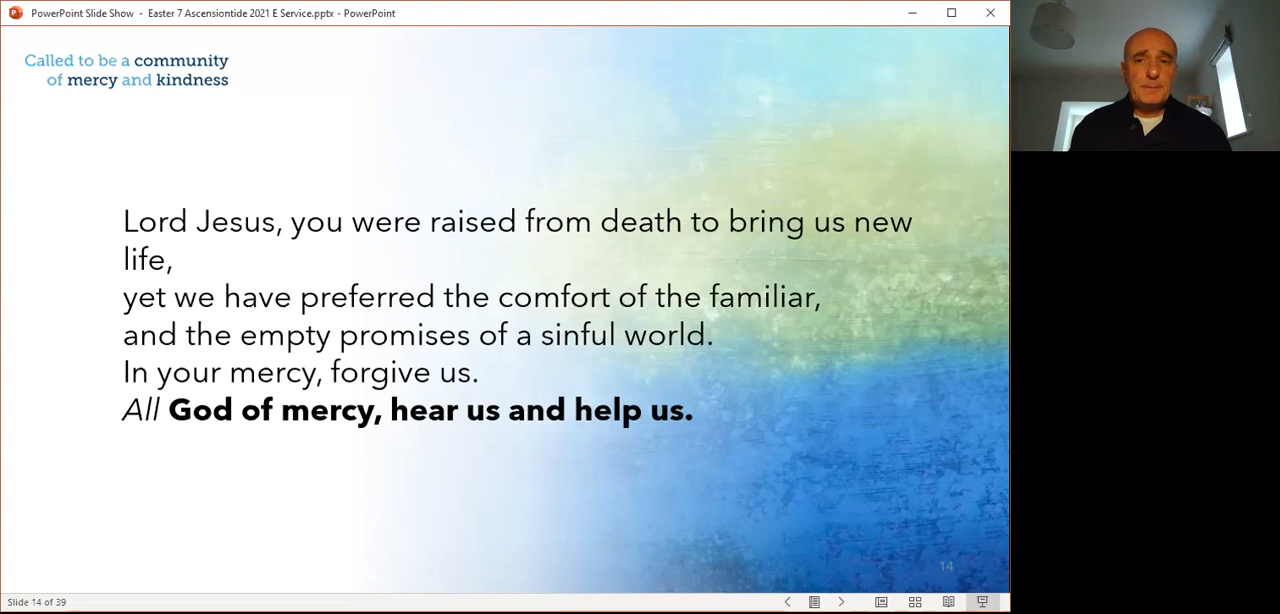 PowerPoint Slide Show - Easter 7 Ascensiontide 2021 E Service.pptx - PowerPoint
Called to be a community
of mercy and kindness
Lord Jesus, you were raised from death to bring us new
life,
yet we have preferred the comfort of the familiar,
and the empty promises of a sinful world.
In your mercy, forgive us.
All God of mercy, hear us and help us.
14
Slide 14 of 39